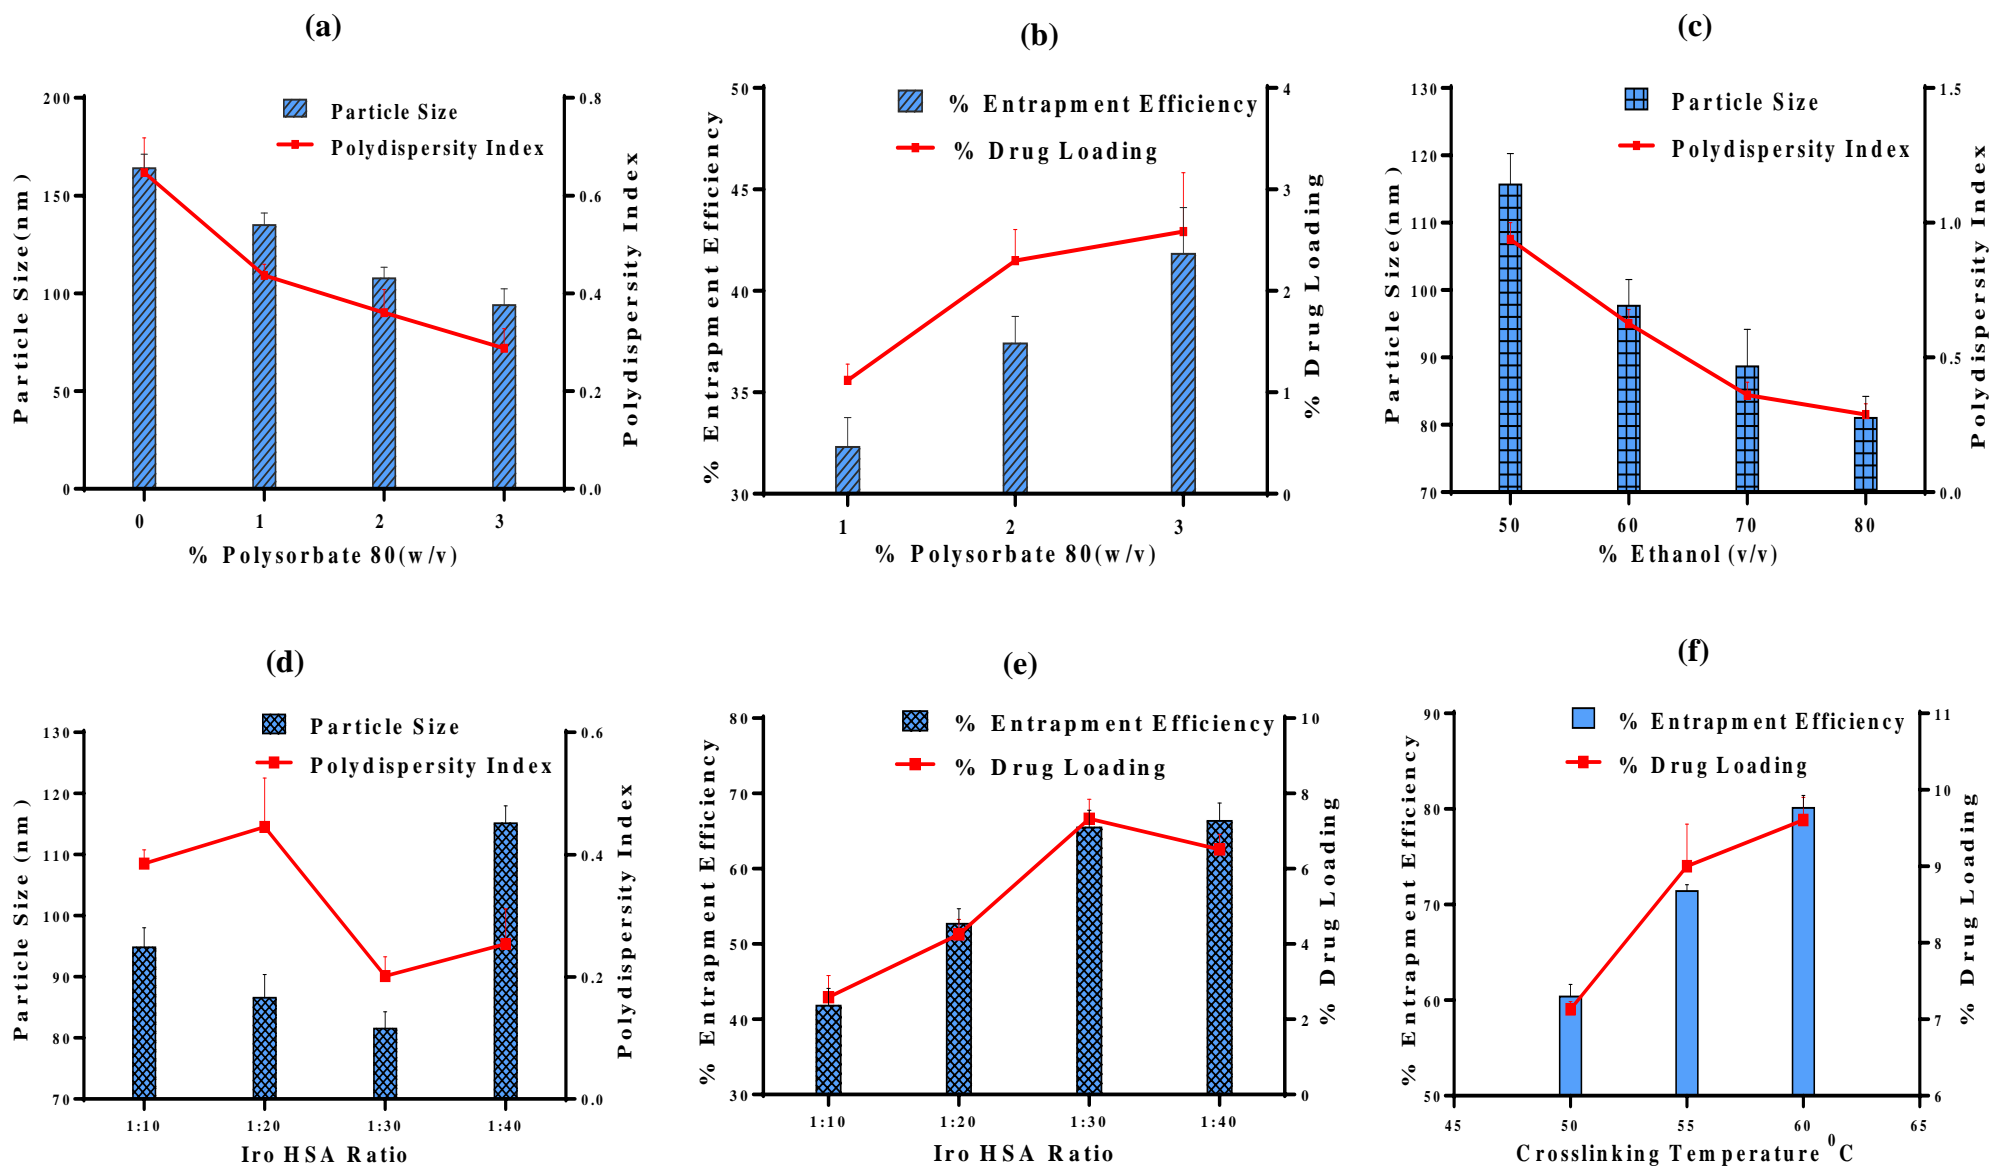 (a)
Particle Size
Polydispersity Index
Particle Size(nm)
200
150
100
50
0
0.8
0.6
0.4
0.2
0.0
Polydispersity Index
0 1 2 3
% Polysorbate 80(w/v)
(b)
% Entrapment Efficiency
% Drug Loading
% Entrapment Efficiency
50
45
40
35
30
4
3
2
1
0
% Drug Loading
1 2 3
% Polysorbate 80(w/v)
(c)
Particle Size
Polydispersity Index
Particle Size(nm)
130
120
110
100
90
80
70
1.5
1.0
0.5
0.0
Polydispersity Index
50 60 70 80
% Ethanol (v/v)
(d)
Particle Size
Polydispersity Index
Particle Size (nm)
130
120
110
100
90
80
70
0.6
0.4
0.2
0.0
Polydispersity Index
1:10 1:20 1:30 1:40
Iro HSA Ratio
(e)
% Entrapment Efficiency
% Drug Loading
% Entrapment Efficiency
80
70
60
50
40
30
10
8
6
4
2
0
% Drug Loading
1:10 1:20 1:30 1:40
Iro HSA Ratio
(f)
% Entrapment Efficiency
% Drug Loading
% Entrapment Efficiency
90
80
70
60
50
11
10
9
8
7
6
% Drug Loading
45 50 55 60 65
Crosslinking Temperature ⁰C